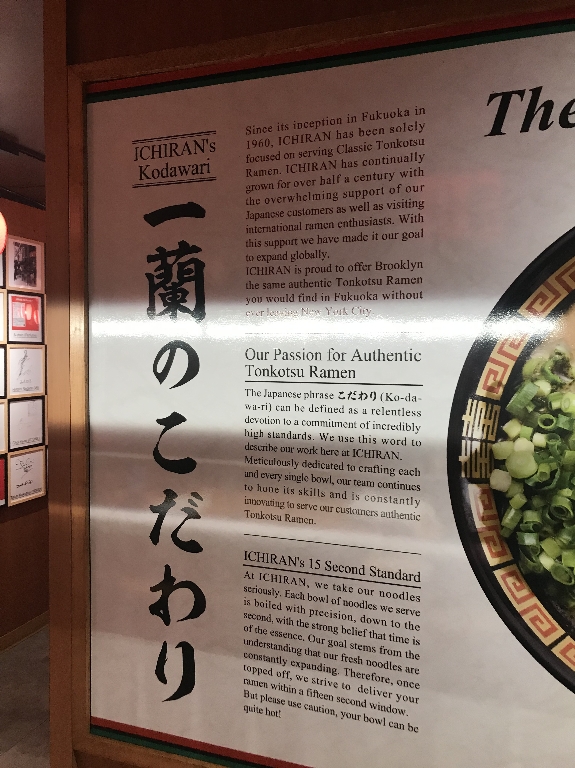 ICHIRAN's
Kodawari
一蘭のこだわり
Since its inception in Fukuoka in
1960, ICHIRAN has been solely
focused on serving Classic Tonkotsu
Ramen. ICHIRAN has continually
grown for over half a century with
the overwhelming support of our
Japanese customers as well as visiting
international ramen enthusiasts. With
this support we have made it our goal
to expand globally.
ICHIRAN is proud to offer Brooklyn
the same authentic Tonkotsu Ramen
you would find in Fukuoka without
ever leaving New York City.
Our Passion for Authentic
Tonkotsu Ramen
The Japanese phrase こだわり (Ko-da-
wa-ri) can be defined as a relentless
devotion to a commitment of incredibly
high standards. We use this word to
describe our work here at ICHIRAN.
Meticulously dedicated to crafting each
and every single bowl, our team continues
to hone its skills and is constantly
innovating to serve our customers authentic
Tonkotsu Ramen.
ICHIRAN's 15 Second Standard
At ICHIRAN, we take our noodles
seriously. Each bowl of noodles we serve
is boiled with precision, down to the
second, with the strong belief that time is
of the essence. Our goal stems from the
understanding that our fresh noodles are
constantly expanding. Therefore, once
topped off, we strive to deliver your
ramen within a fifteen second window.
But please use caution, your bowl can be
quite hot!
The